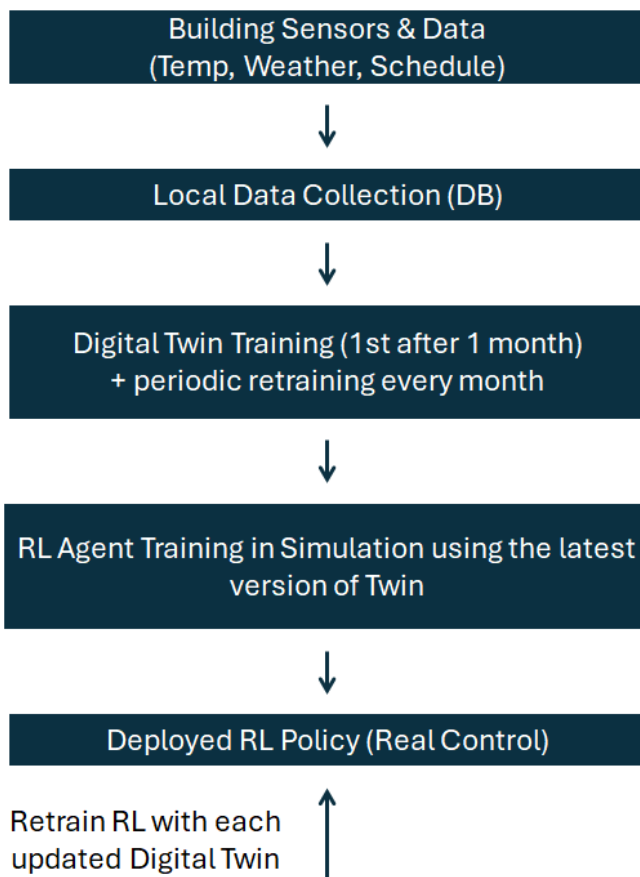 Building Sensors & Data
(Temp, Weather, Schedule)
Local Data Collection (DB)
Digital Twin Training (1st after 1 month)
+ periodic retraining every month
RL Agent Training in Simulation using the latest
version of Twin
Deployed RL Policy (Real Control)
Retrain RL with each
updated Digital Twin